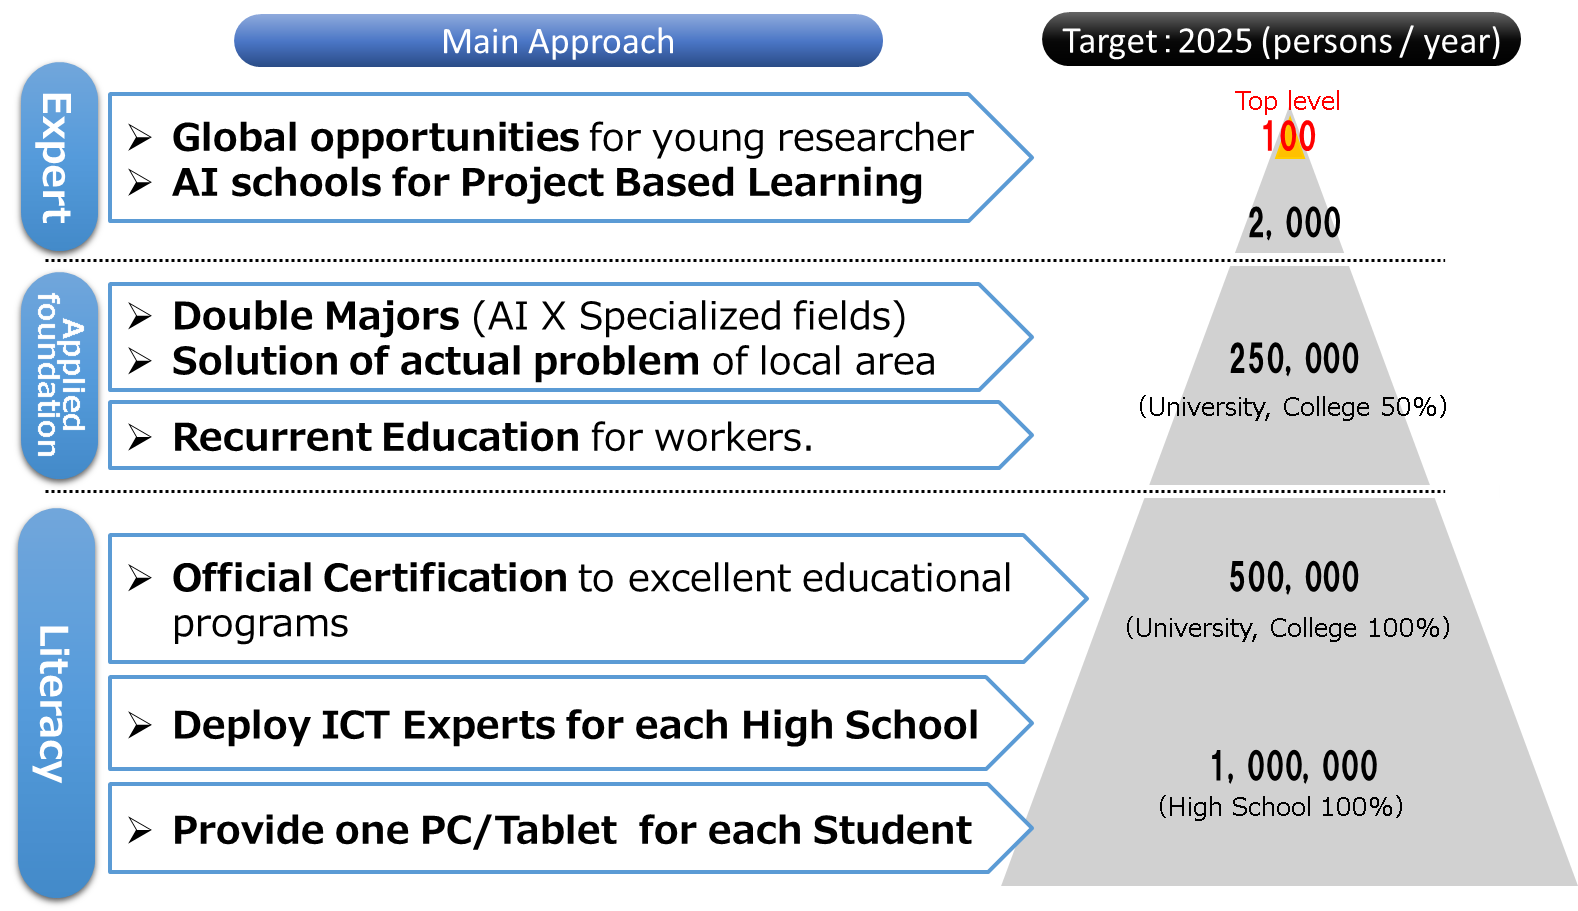 Main Approach
Target : 2025 (persons / year)
Expert
➢ Global opportunities for young researcher
➢ AI schools for Project Based Learning
Top level
100
2, 000
Applied
foundation
➢ Double Majors (AI X Specialized fields)
➢ Solution of actual problem of local area
➢ Recurrent Education for workers.
250, 000
(University, College 50%)
Literacy
➢ Official Certification to excellent educational
programs
➢ Deploy ICT Experts for each High School
➢ Provide one PC/Tablet for each Student
500, 000
(University, College 100%)
1, 000, 000
(High School 100%)